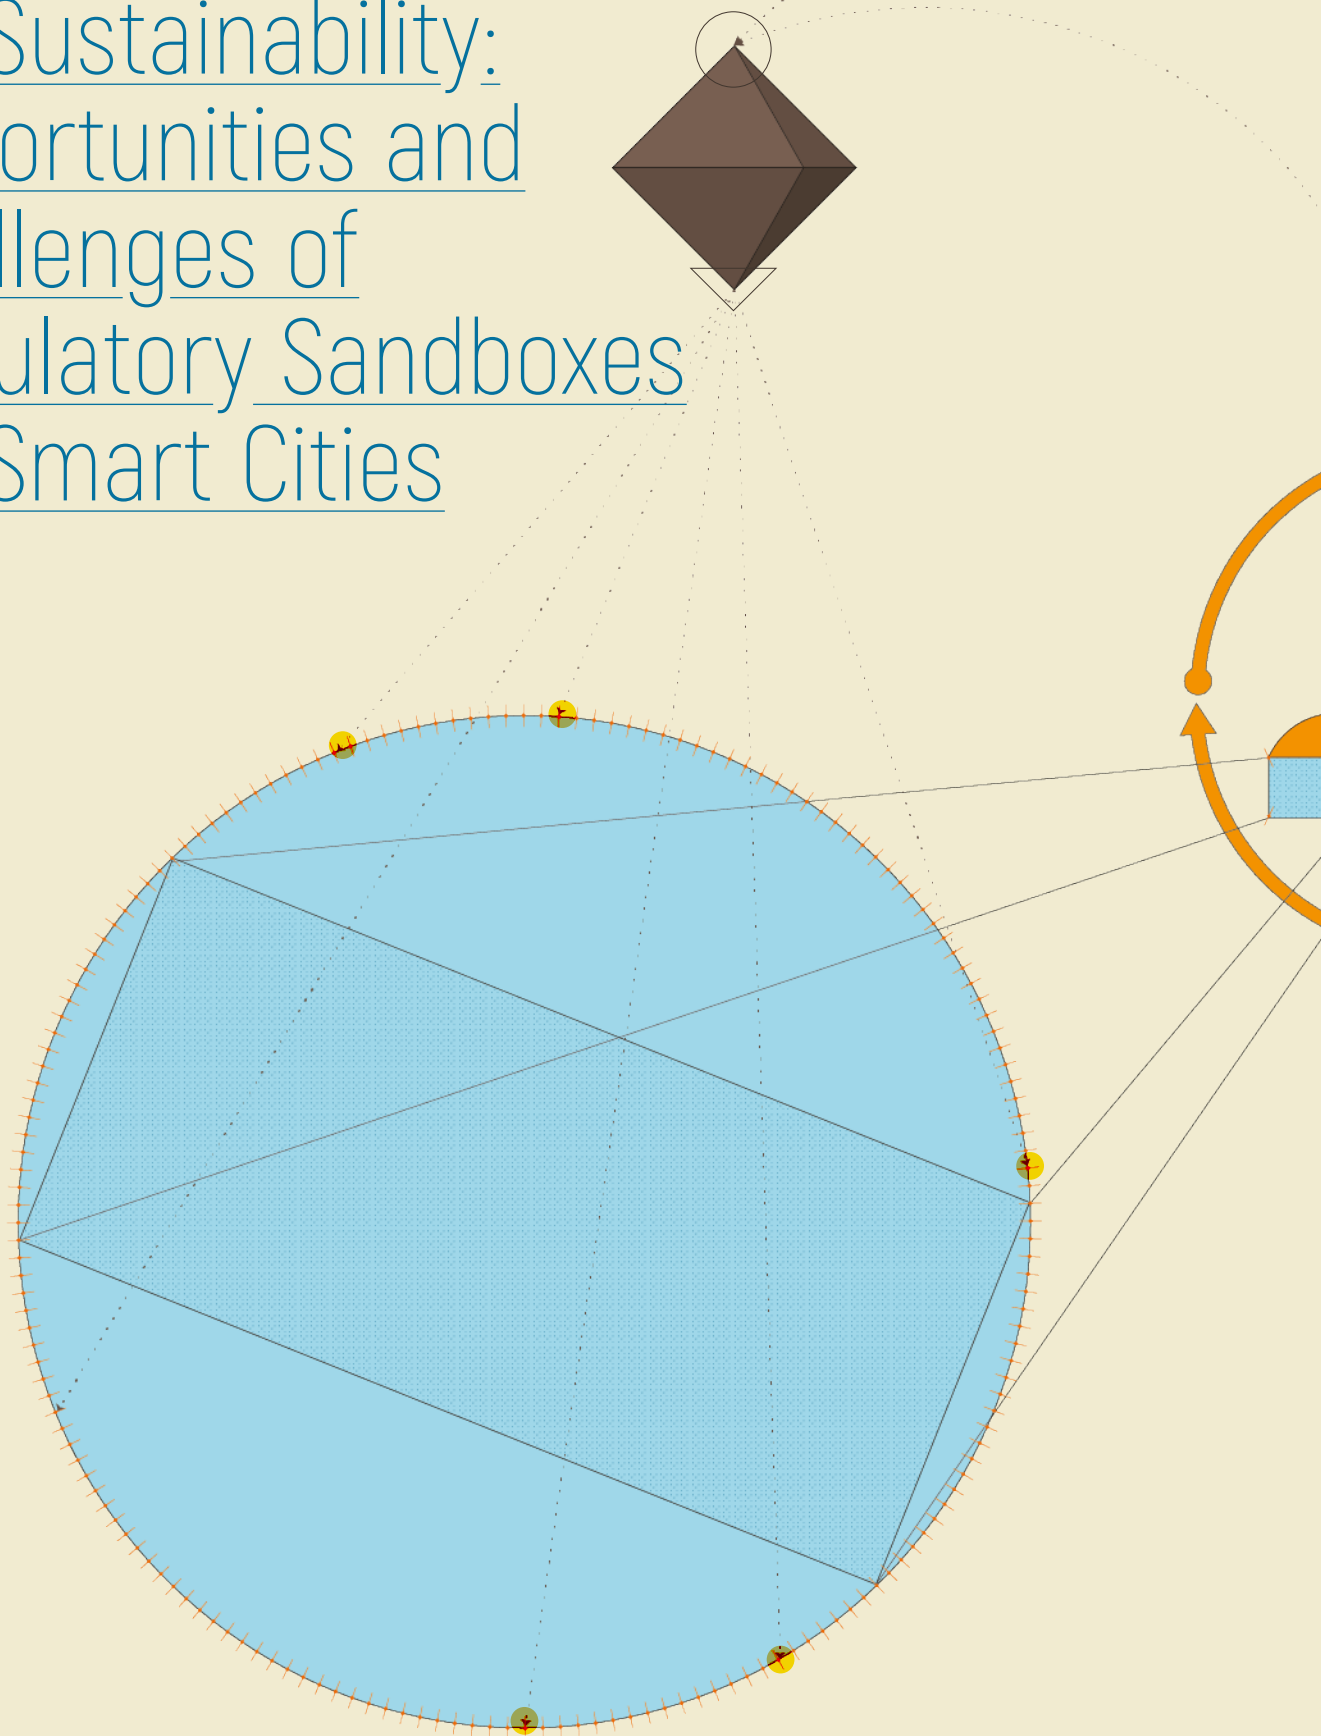 Sustainability:
ortunities and
llenges of
ulatory Sandboxes
Smart Cities